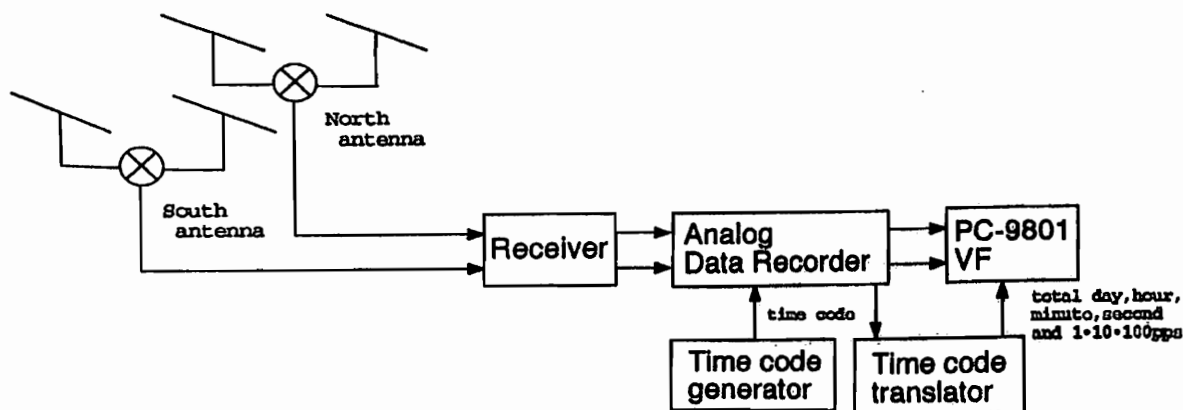 North
antenna
South
antenna
Receiver
Analog
Data Recorder
PC-9801
VF
time code
total day,hour,
minuto,second
and 1•10•100pps
Time code
generator
Time code
translator